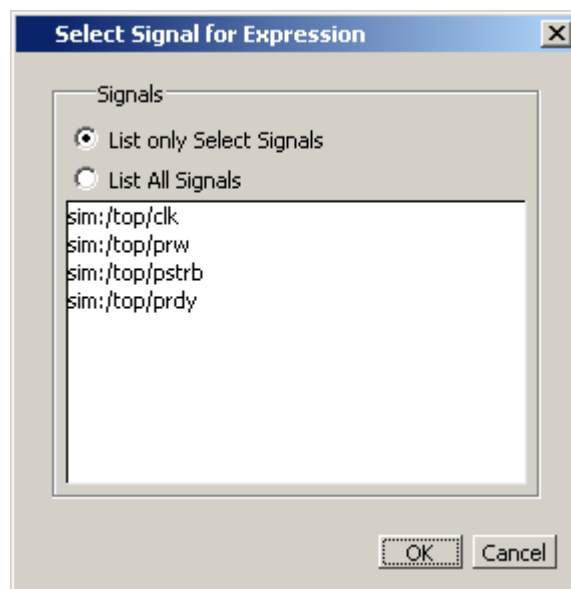 Select Signal for Expression
Signals
List only Select Signals
List All Signals
sim:/top/clk
sim:/top/prw
sim:/top/pstrb
sim:/top/prdy
OK Cancel